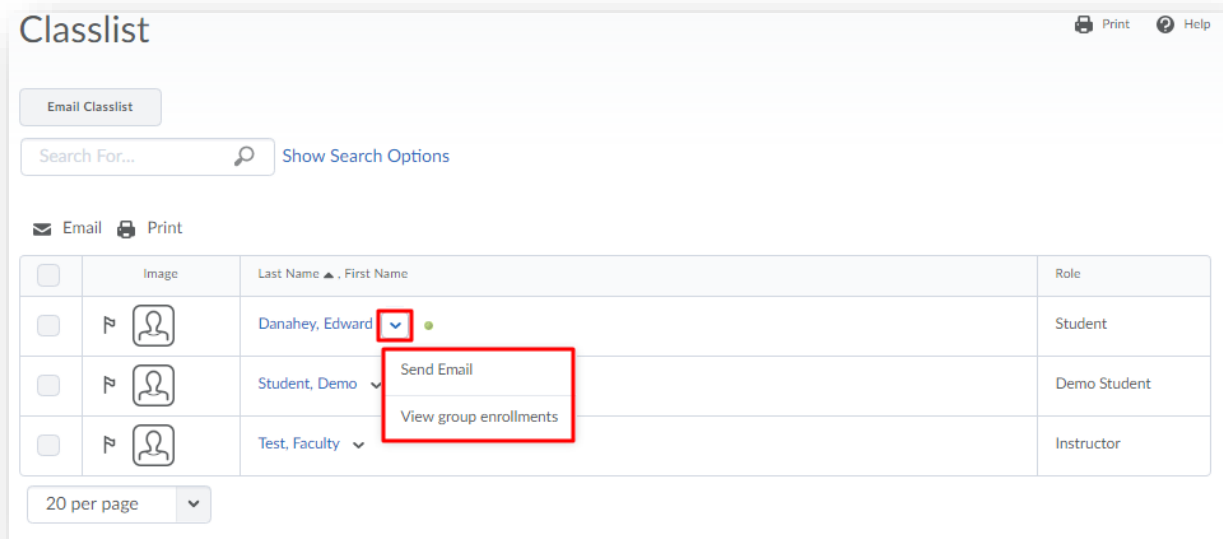 Classlist
Print Help
Email Classlist
Search For... Show Search Options
Email Print
Image Last Name , First Name Role
Danahey, Edward Student
Send Email
Student, Demo Demo Student
View group enrollments
Test, Faculty Instructor
20 per page